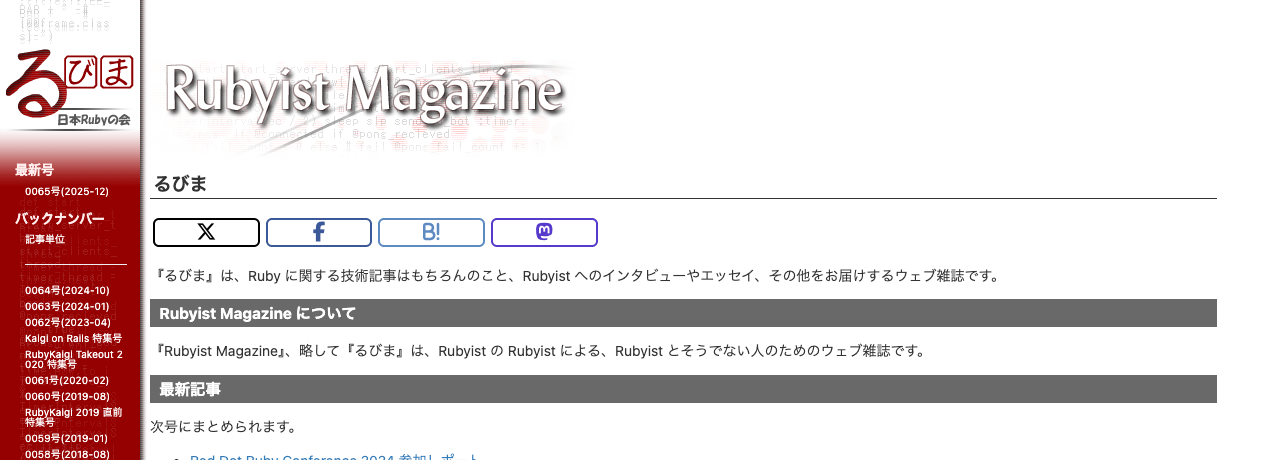 るびま
日本Rubyの会
最新号
0065号(2025-12)
バックナンバー
記事単位
0064号(2024-10)
0063号(2024-01)
0062号(2023-04)
Kaigi on Rails 特集号
RubyKaigi Takeout 2
020 特集号
0061号(2020-02)
0060号(2019-08)
RubyKaigi 2019 直前
特集号
0059号(2019-01)
0058号(2018-08)
Rubyist Magazine
るびま
B!
『るびま』は、Ruby に関する技術記事はもちろんのこと、Rubyist へのインタビューやエッセイ、その他をお届けするウェブ雑誌です。
Rubyist Magazine について
『Rubyist Magazine』、略して『るびま』は、Rubyist の Rubyist による、Rubyist とそうでない人のためのウェブ雑誌です。
最新記事
次号にまとめられます。
Red Dot Ruby Conference 2024 参加レポート